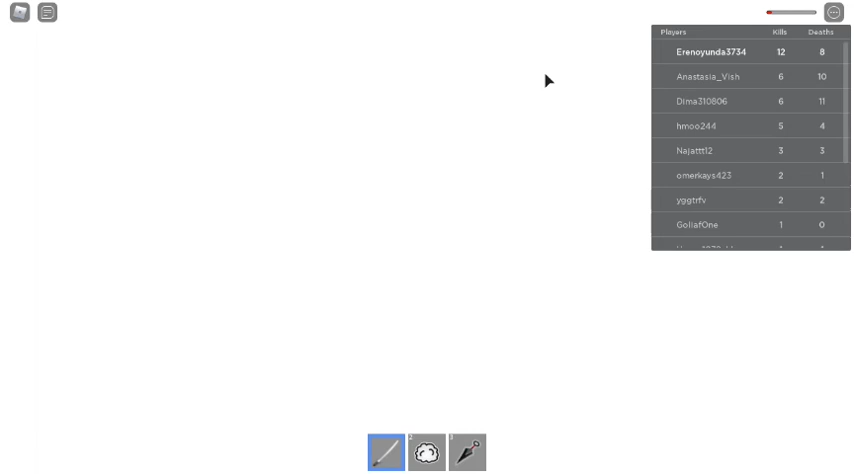 Players Kills Deaths
Erenoyunda3734 12 8
Anastasia_Vish 6 10
Dima310806 6 11
hmoo244 5 4
Najattt12 3 3
omerkays423 2 1
yggtrfv 2 2
GoliafOne 1 0
2 3